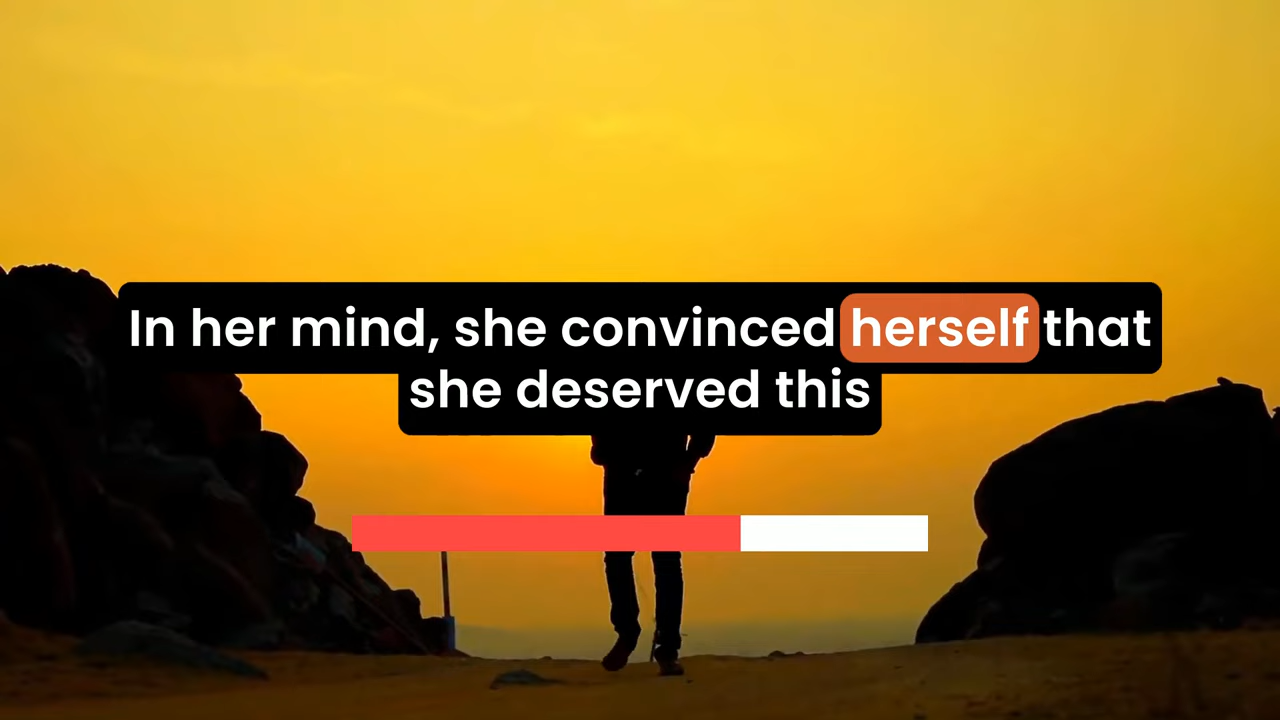 In her mind, she convinced herself that
she deserved this